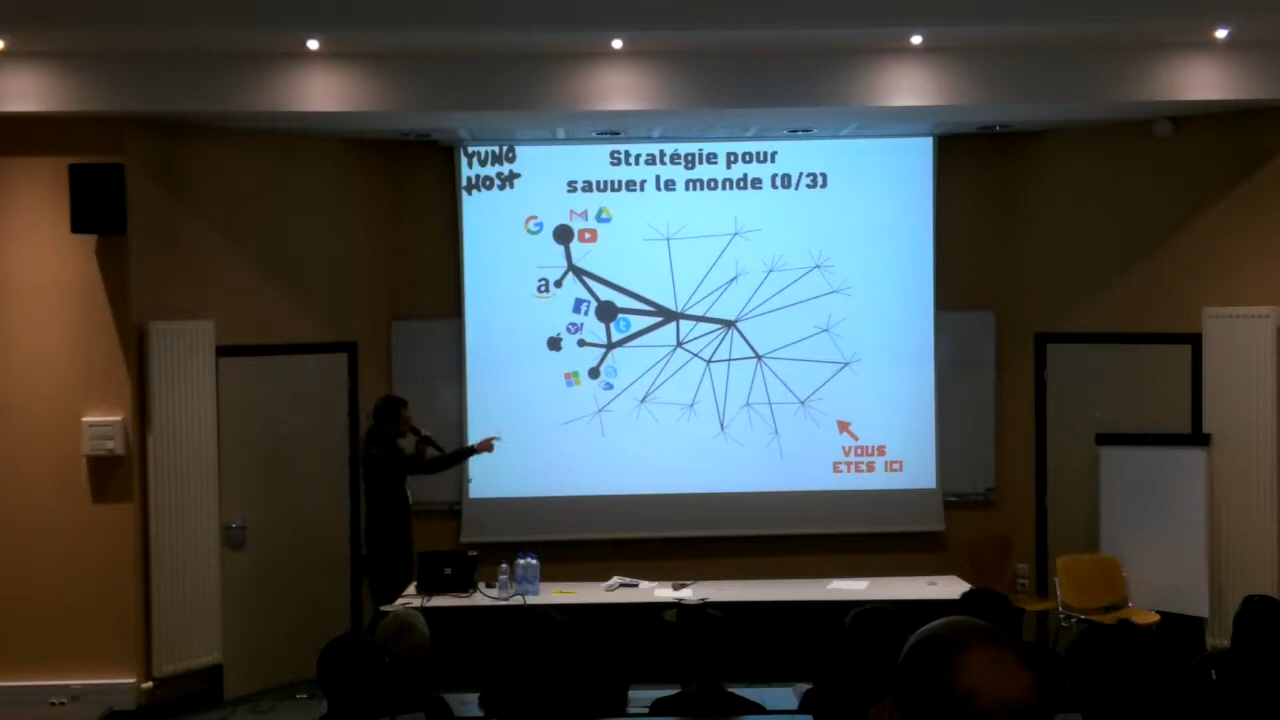 YUNO
HOST
Stratégie pour
sauver le monde (0/3)
G
a
f
Y!
VOUS
ETES ICI